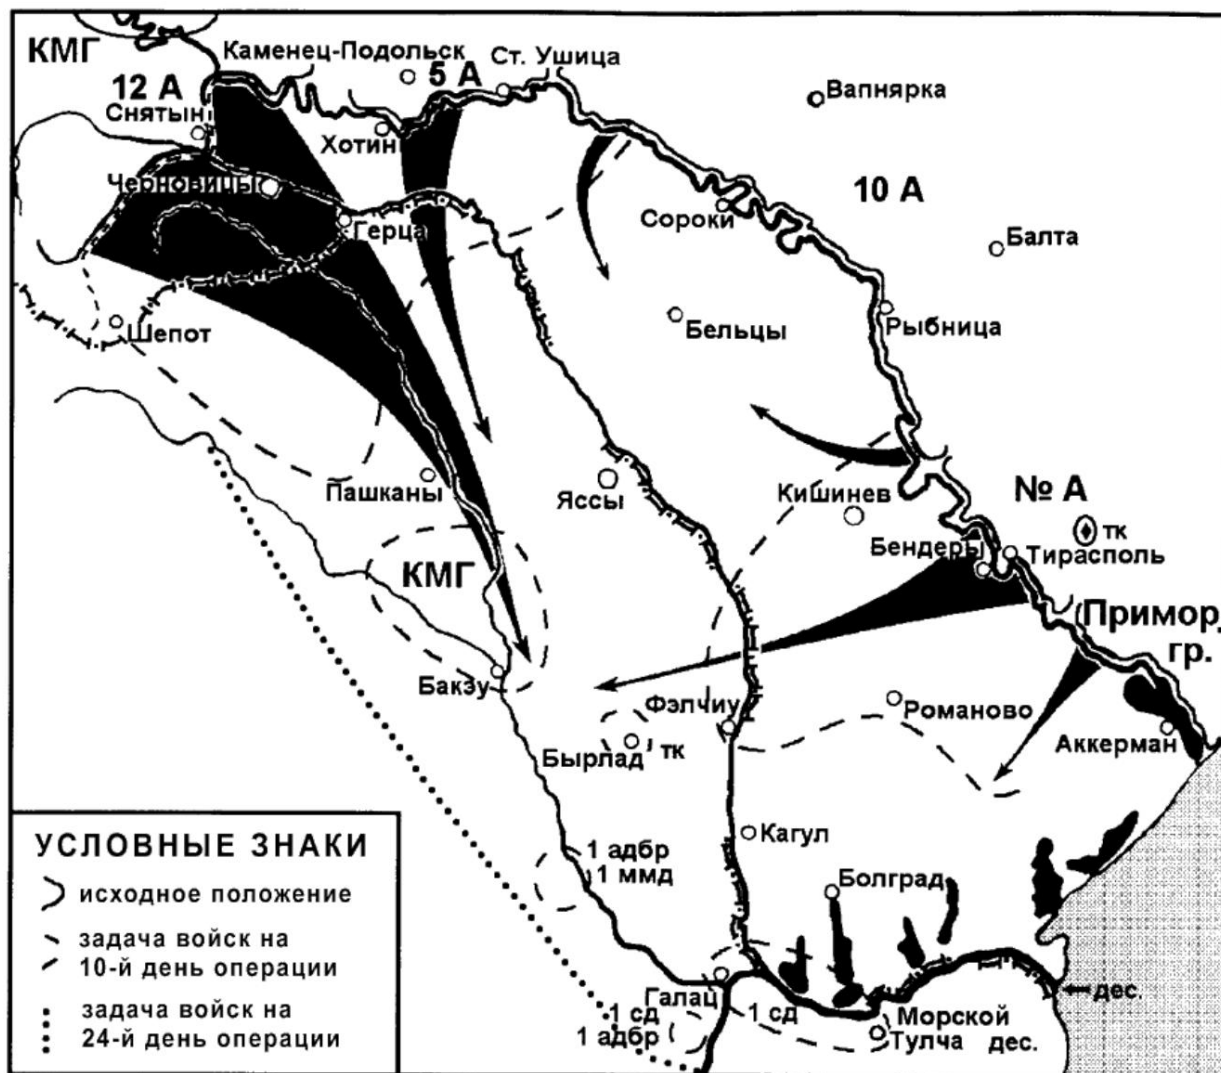 КМГ
Каменец-Подольск
Ст. Ушица
12 А
5 А
Вапнярка
Снятын
Хотин
Черновицы
10 А
Сороки
Герца
Балта
Шепот
Бельцы
Рыбница
Пашканы
Яссы
Кишинев
№ А
тк
Бендеры
Тирасполь
КМГ
(Примор.
гр.
Бакэу
Фэлчиу
Романово
Аккерман
Бырлад
тк
Кагул
1 адбр
1 ммд
Болград
Галац
дес.
1 сд
1 сд
Морской
1 адбр
Тулча
дес.
УСЛОВНЫЕ ЗНАКИ
исходное положение
задача войск на
10-й день операции
задача войск на
24-й день операции